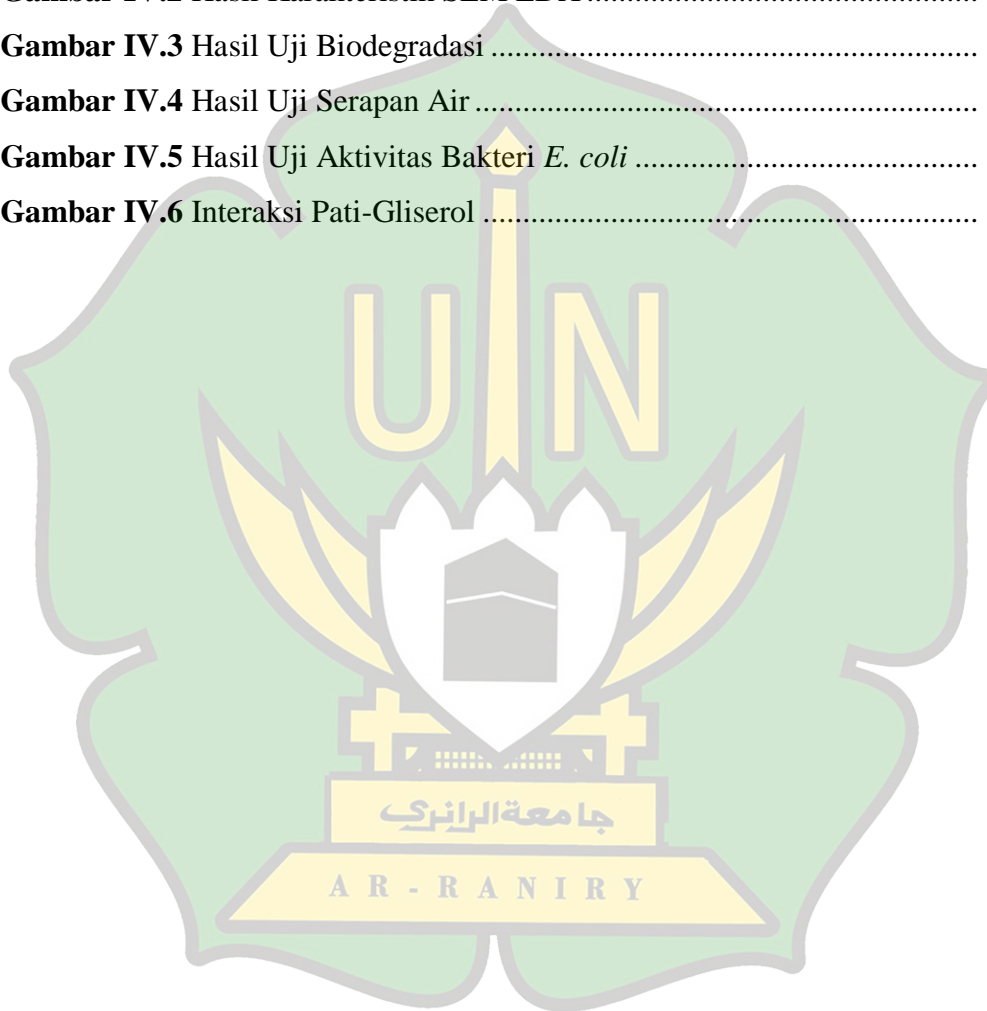 Gambar IV.3 Hasil Uji Biodegradasi ..............................................................
Gambar IV.4 Hasil Uji Serapan Air ...............................................................
Gambar IV.5 Hasil Uji Aktivitas Bakteri E. coli ...........................................
Gambar IV.6 Interaksi Pati-Gliserol ..............................................................
UIN
جامعة الرانري
AR-RANIRY